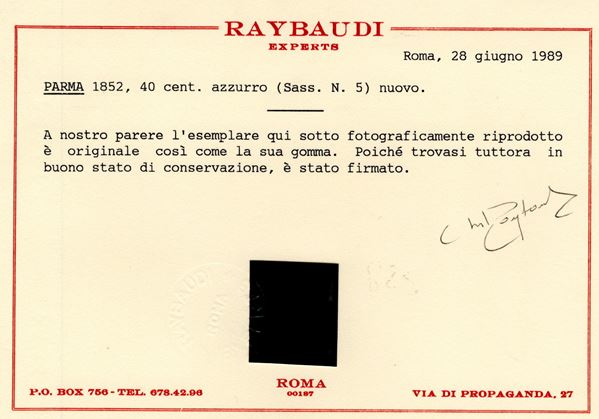 RAYBAUDI
EXPERTS
Roma, 28 giugno 1989
PARMA 1852, 40 cent. azzurro (Sass. N. 5) nuovo.
A nostro parere l'esemplare qui sotto fotograficamente riprodotto
è originale così come la sua gomma. Poiché trovasi tuttora in
buono stato di conservazione, è stato firmato.
RAYBAUDI
ROMA
P.O. BOX 756 - TEL. 678.42.96
ROMA
00187
VIA DI PROPAGANDA, 27